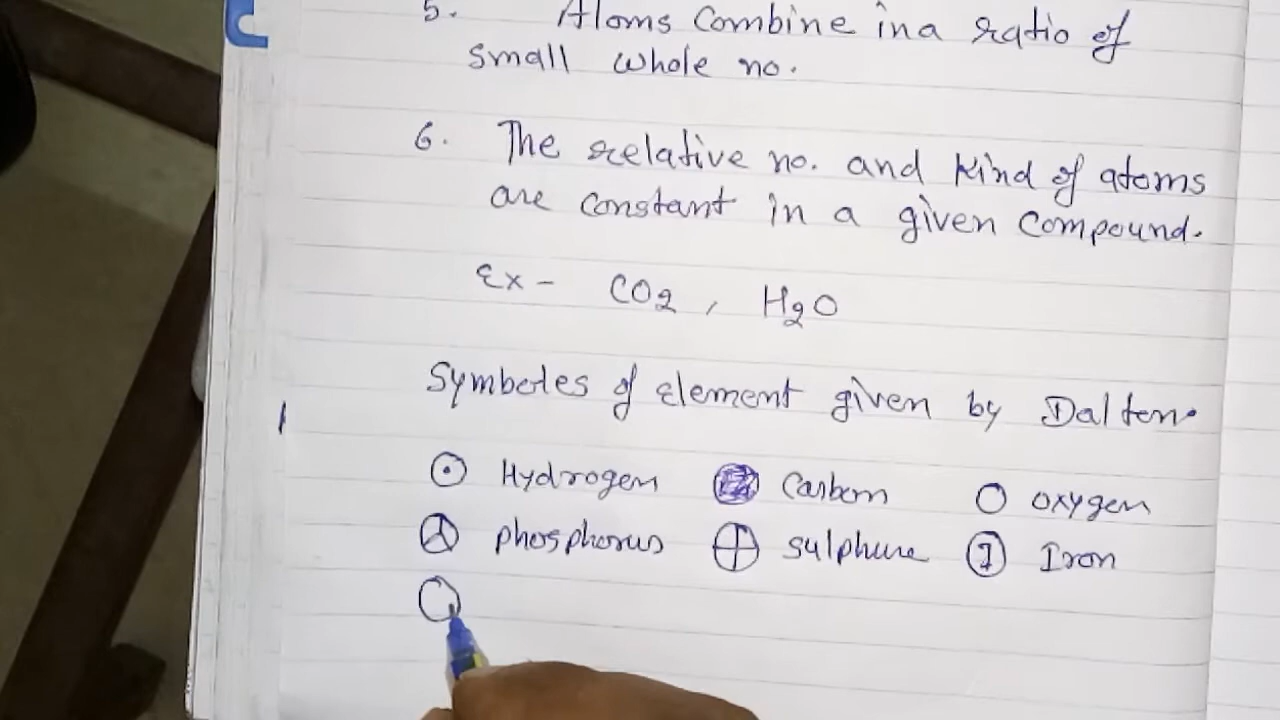 5. Atoms Combine in a ratio of
small whole no.
6. The relative no. and kind of atoms
are constant in a given compound.
Ex - CO2, H2O
Symboles of element given by Dalton.
Hydrogen Carbon Oxygen
phosphorus sulphure I Iron